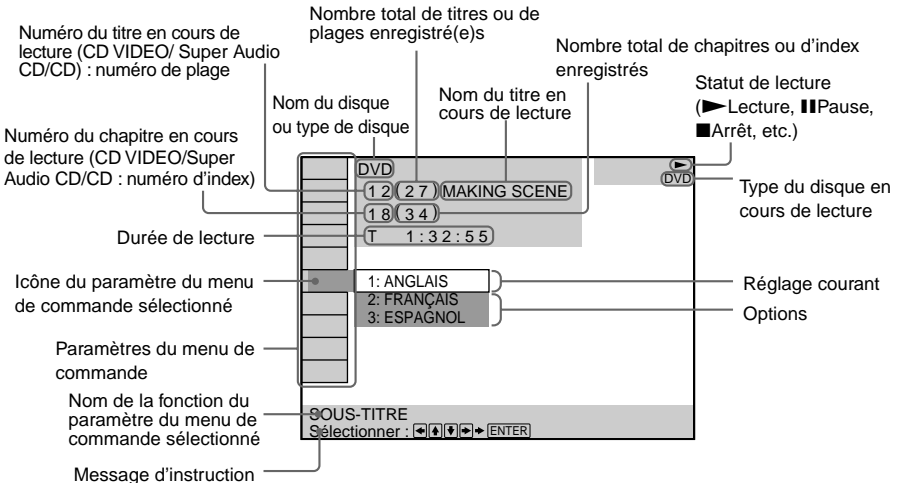 Nombre total de titres ou de
plages enregistré(e)s
Numéro du titre en cours de
lecture (CD VIDEO/ Super Audio
CD/CD) : numéro de plage
Nombre total de chapitres ou d'index
enregistrés
Statut de lecture
(►Lecture, IIPause,
■Arrêt, etc.)
Nom du disque
ou type de disque
Nom du titre en
cours de lecture
Numéro du chapitre en cours
de lecture (CD VIDEO/Super
Audio CD/CD : numéro d'index)
Type du disque en
cours de lecture
Durée de lecture
Icône du paramètre du menu
de commande sélectionné
Réglage courant
Options
Paramètres du menu de
commande
Nom de la fonction du
paramètre du menu de
commande sélectionné
Message d'instruction
DVD
►
DVD
1 2 ( 2 7 ) MAKING SCENE
1 8 ( 3 4 )
T 1 : 3 2 : 5 5
1: ANGLAIS
2: FRANÇAIS
3: ESPAGNOL
SOUS-TITRE
Sélectionner : ← ↑ ↓ → → ENTER